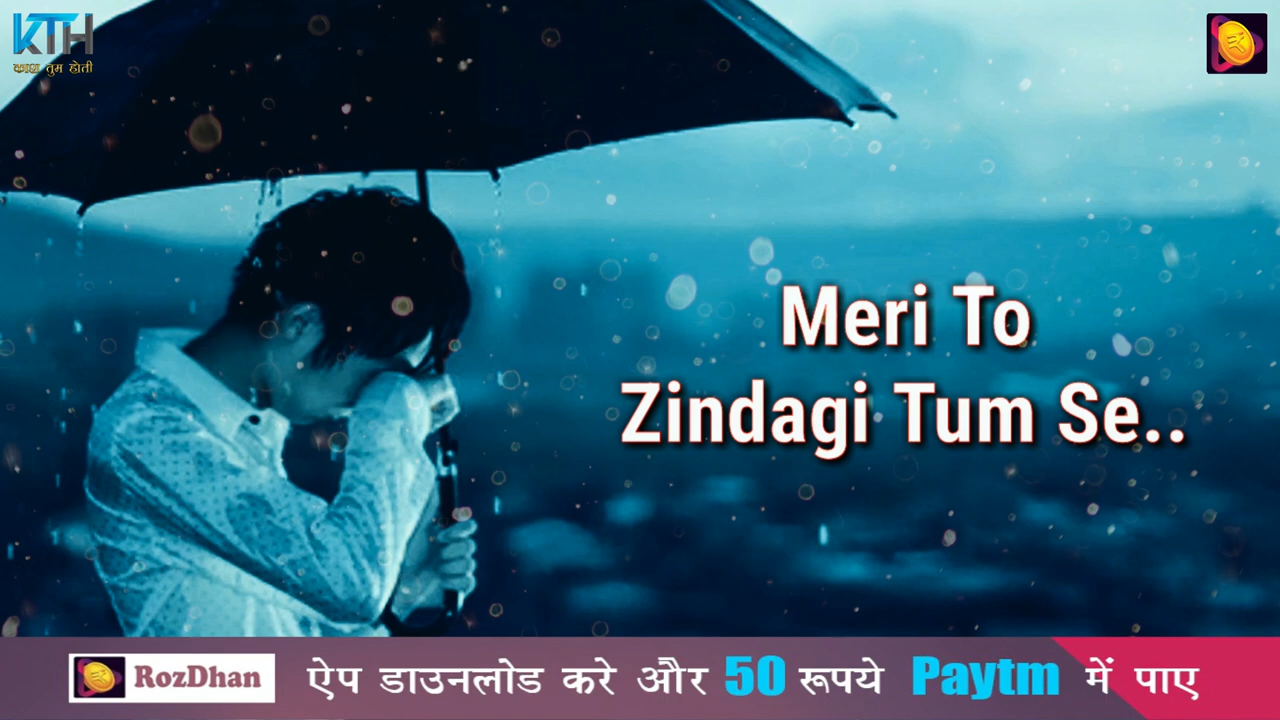 KTH
काश तुम होती
Meri To
Zindagi Tum Se..
RozDhan ऐप डाउनलोड करे और 50 रूपये Paytm में पाए